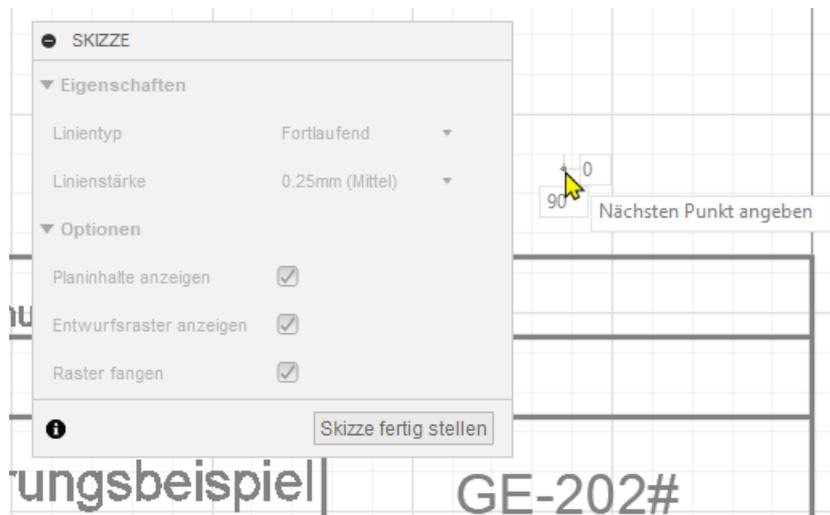 SKIZZE
Eigenschaften
Linientyp Fortlaufend
Linienstärke 0.25mm (Mittel)
Optionen
Planinhalte anzeigen
Entwurfsraster anzeigen
Raster fangen
Skizze fertig stellen
0
90
Nächsten Punkt angeben
rungsbeispiel
GE-202#